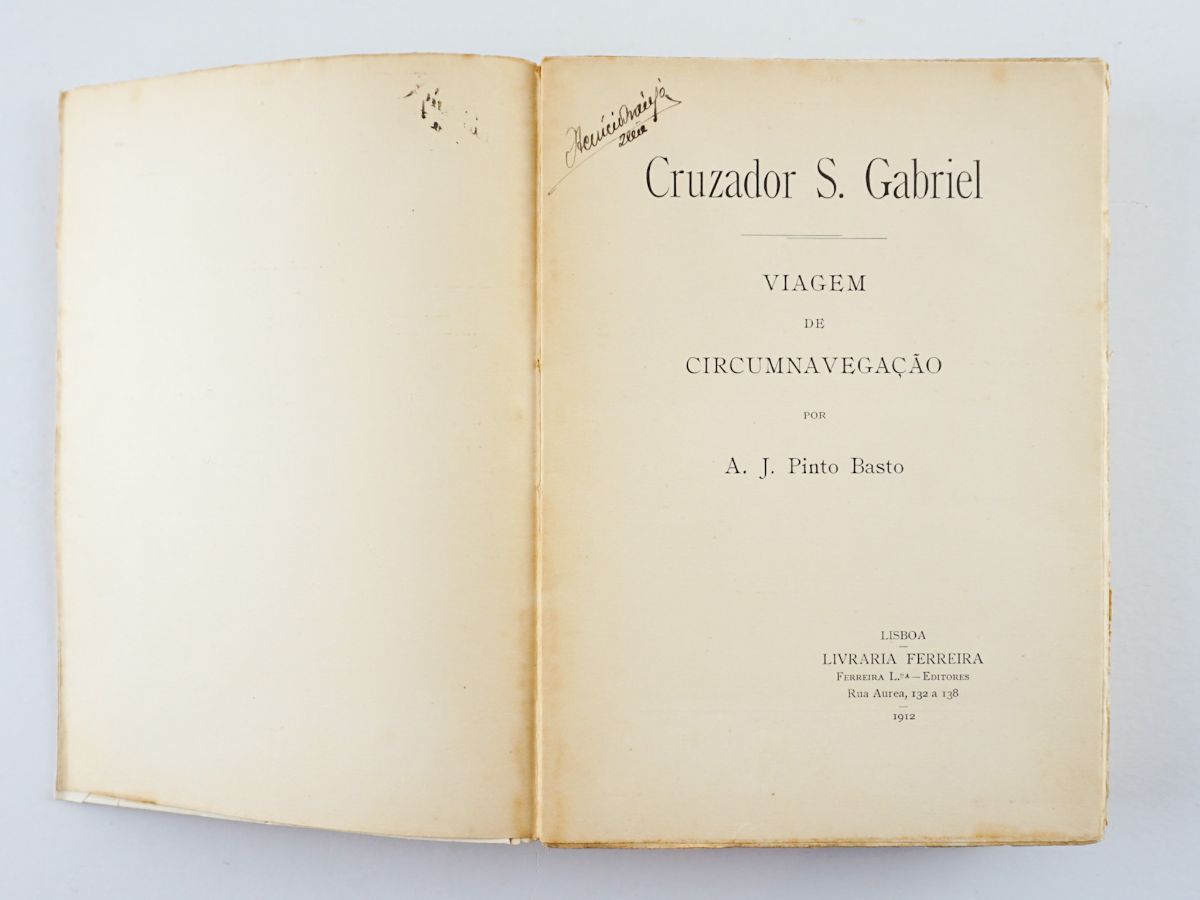 Cruzador S. Gabriel
VIAGEM
DE
CIRCUMNAVEGAÇÃO
POR
A. J. Pinto Basto
LISBOA
LIVRARIA FERREIRA
FERREIRA L.DA — EDITORES
Rua Aurea, 132 a 138
1912